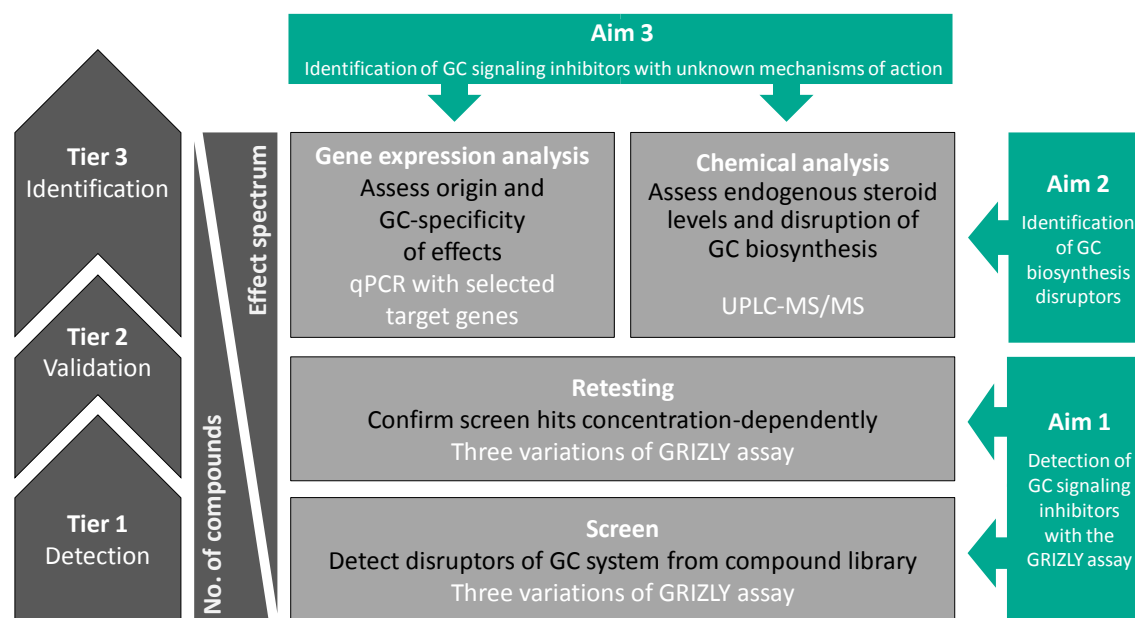 Aim 3
Identification of GC signaling inhibitors with unknown mechanisms of action
Tier 3
Identification
Tier 2
Validation
Tier 1
Detection
Effect spectrum
No. of compounds
Gene expression analysis
Assess origin and
GC-specificity
of effects
qPCR with selected
target genes
Chemical analysis
Assess endogenous steroid
levels and disruption of
GC biosynthesis
UPLC-MS/MS
Aim 2
Identification
of GC
biosynthesis
disruptors
Retesting
Confirm screen hits concentration-dependently
Three variations of GRIZLY assay
Screen
Detect disruptors of GC system from compound library
Three variations of GRIZLY assay
Aim 1
Detection of
GC signaling
inhibitors
with the
GRIZLY assay